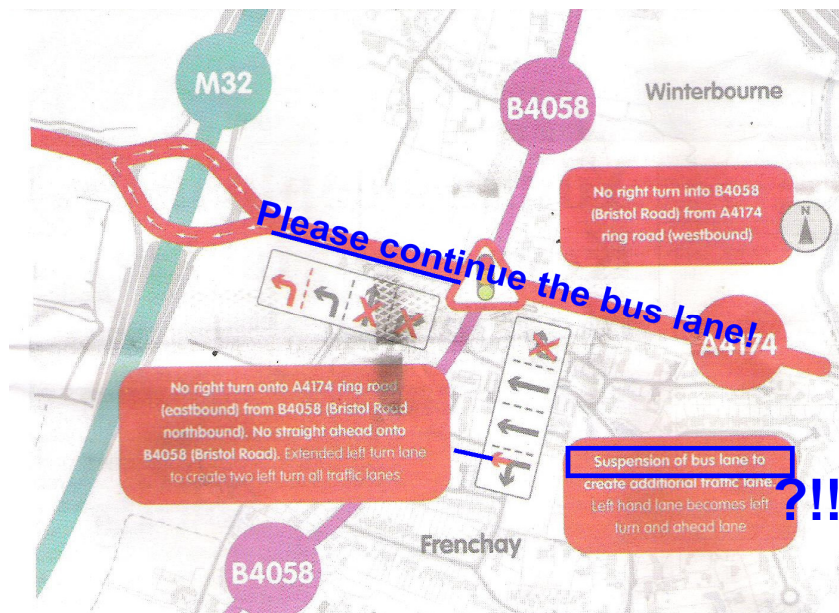 M32
B4058
Winterbourne
No right turn into B4058
(Bristol Road) from A4174
ring road (westbound)
N
Please continue the bus lane!
A4174
No right turn onto A4174 ring road
(eastbound) from B4058 (Bristol Road
northbound). No straight ahead onto
B4058 (Bristol Road). Extended left turn lane
to create two left turn all traffic lanes
Suspension of bus lane to
create additional traffic lane.
Left hand lane becomes left
turn and ahead lane
?!!
Frenchay
B4058